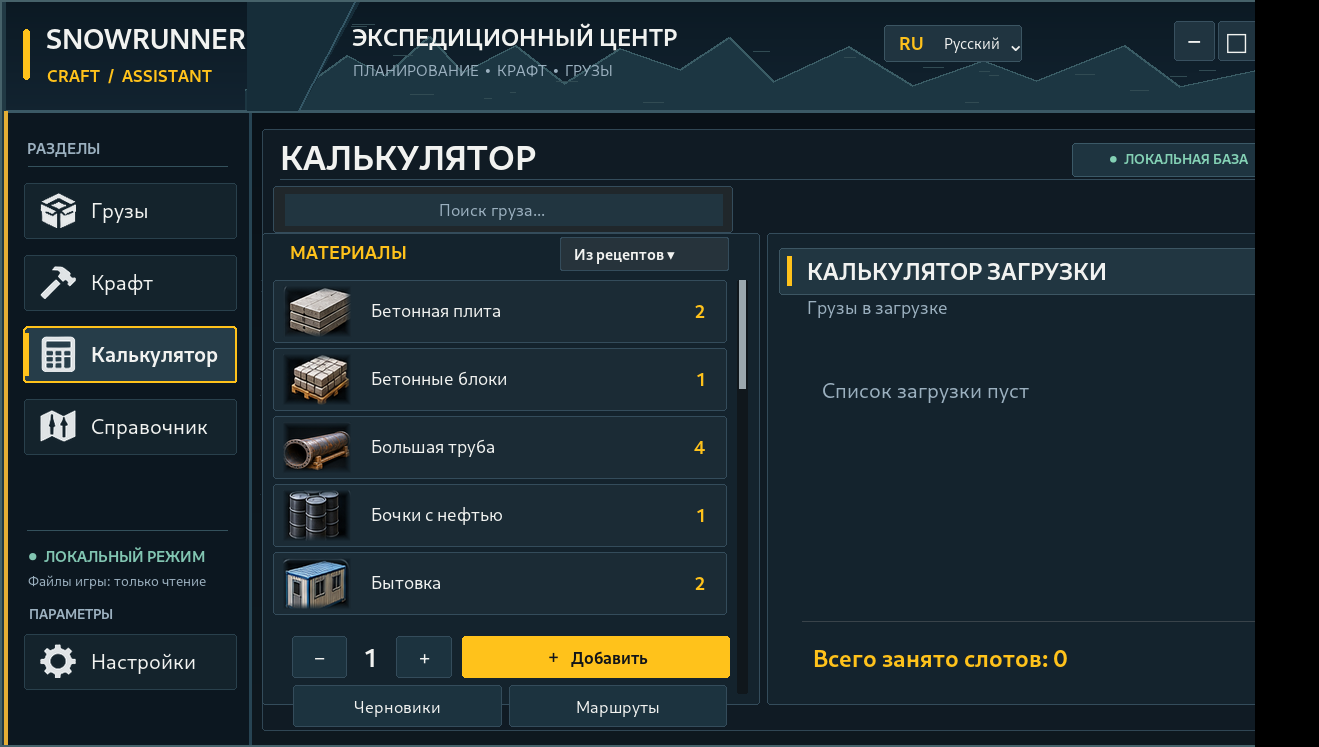 SNOWRUNNER
CRAFT / ASSISTANT
ЭКСПЕДИЦИОННЫЙ ЦЕНТР
ПЛАНИРОВАНИЕ • КРАФТ • ГРУЗЫ
RU Русский
РАЗДЕЛЫ
Грузы
Крафт
Калькулятор
Справочник
• ЛОКАЛЬНЫЙ РЕЖИМ
Файлы игры: только чтение
ПАРАМЕТРЫ
Настройки
КАЛЬКУЛЯТОР
• ЛОКАЛЬНАЯ БАЗА
Поиск груза...
МАТЕРИАЛЫ
Из рецептов ▾
Бетонная плита 2
Бетонные блоки 1
Большая труба 4
Бочки с нефтью 1
Бытовка 2
− 1 + + Добавить
Черновики
Маршруты
КАЛЬКУЛЯТОР ЗАГРУЗКИ
Грузы в загрузке
Список загрузки пуст
Всего занято слотов: 0